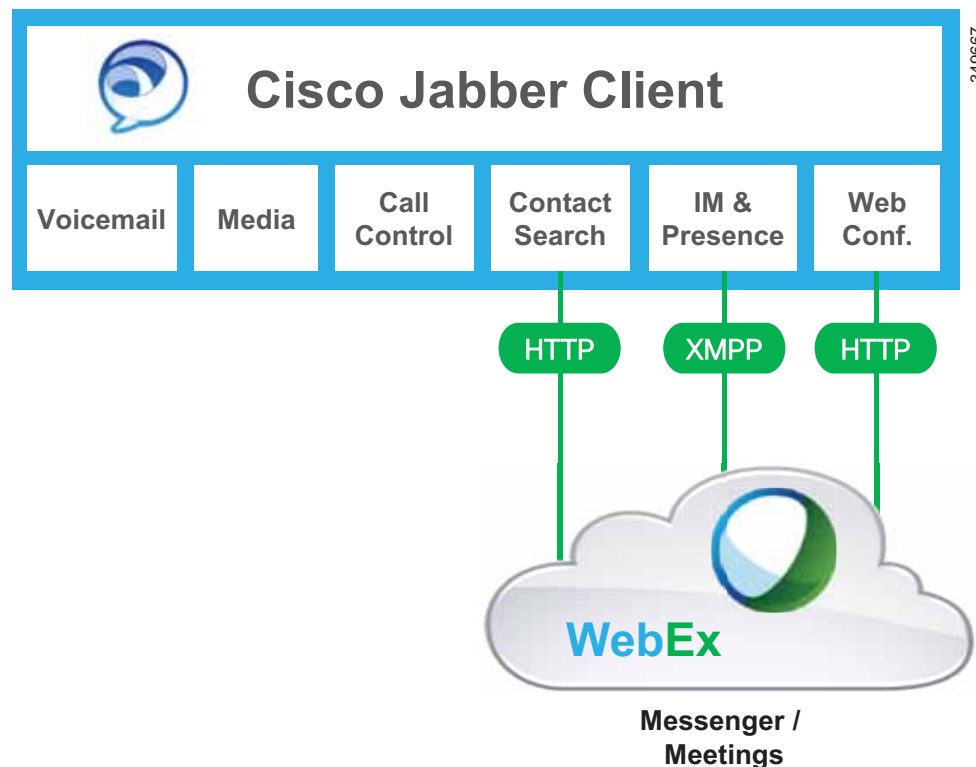 Cisco Jabber Client
Voicemail
Media
Call
Control
Contact
Search
IM &
Presence
Web
Conf.
HTTP
XMPP
HTTP
WebEx
Messenger /
Meetings